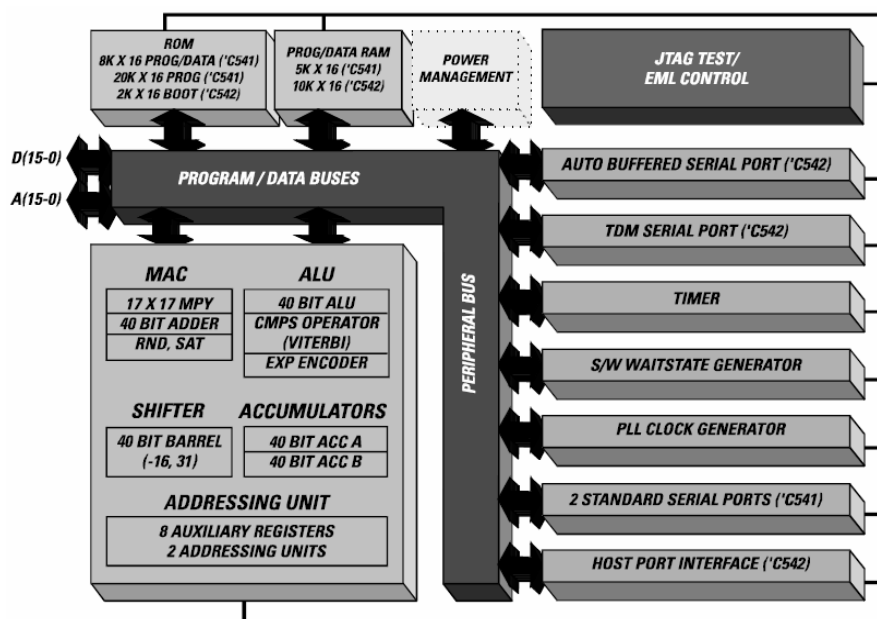 ROM
8K X 16 PROG/DATA ('C541)
20K X 16 PROG ('C541)
2K X 16 BOOT ('C542)
PROG/DATA RAM
5K X 16 ('C541)
10K X 16 ('C542)
POWER
MANAGEMENT
JTAG TEST/
EML CONTROL
D(15-0)
A(15-0)
PROGRAM / DATA BUSES
PERIPHERAL BUS
AUTO BUFFERED SERIAL PORT ('C542)
TDM SERIAL PORT ('C542)
TIMER
S/W WAITSTATE GENERATOR
PLL CLOCK GENERATOR
2 STANDARD SERIAL PORTS ('C541)
HOST PORT INTERFACE ('C542)
MAC
17 X 17 MPY
40 BIT ADDER
RND, SAT
ALU
40 BIT ALU
CMPS OPERATOR
(VITERBI)
EXP ENCODER
SHIFTER
40 BIT BARREL
(-16, 31)
ACCUMULATORS
40 BIT ACC A
40 BIT ACC B
ADDRESSING UNIT
8 AUXILIARY REGISTERS
2 ADDRESSING UNITS